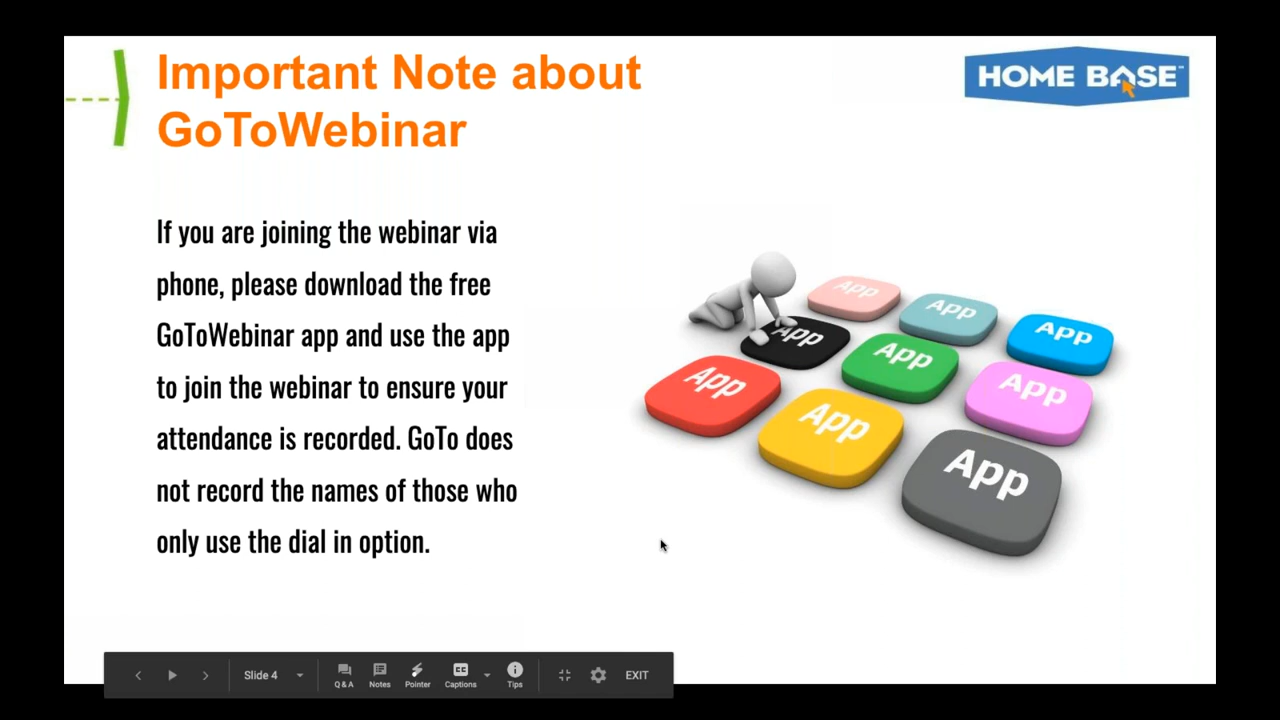 Important Note about
GoToWebinar
HOME BASE™
If you are joining the webinar via
phone, please download the free
GoToWebinar app and use the app
to join the webinar to ensure your
attendance is recorded. GoTo does
not record the names of those who
only use the dial in option.
App
App
App
App
App
App
App
App
App
Slide 4
Q & A
Notes
Pointer
CC
Captions
Tips
EXIT